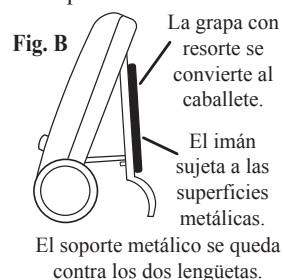 Fig. B
La grapa con
resorte se
convierte al
caballete.
El imán
sujeta a las
superficies
metálicas.
El soporte metálico se queda
contra los dos lengüetas.